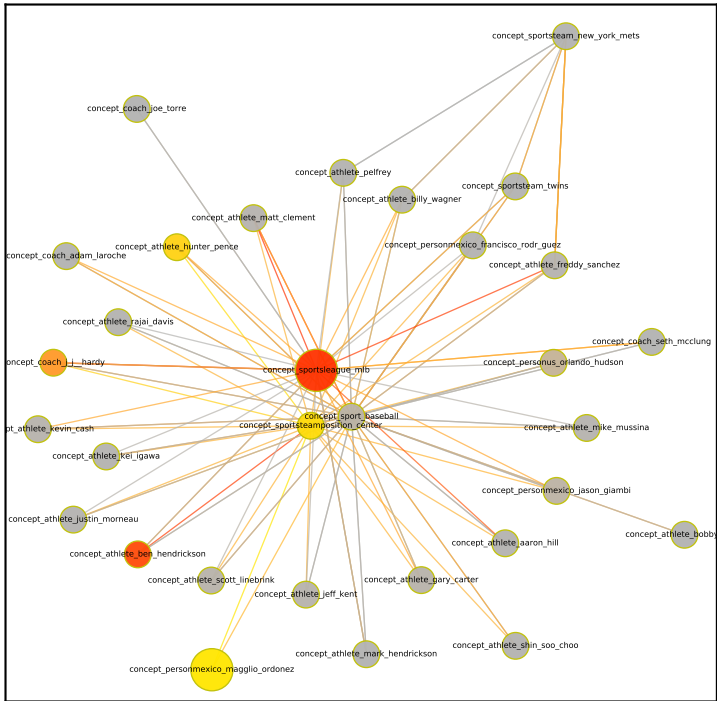 concept_sportsteam_new_york_mets
concept_coach_joe_torre
concept_athlete_pelfrey
concept_sportsteam_twins
concept_athlete_billy_wagner
concept_athlete_matt_clement
concept_athlete_hunter_pence
concept_personmexico_francisco_rodr_guez
concept_coach_adam_laroche
concept_athlete_freddy_sanchez
concept_athlete_rajai_davis
concept_coach_seth_mcclung
concept_coach_j_j__hardy
concept_personus_orlando_hudson
concept_sportsleague_mlb
concept_sport_baseball
concept_sportsteamposition_center
pt_athlete_kevin_cash
concept_athlete_mike_mussina
concept_athlete_kei_igawa
concept_personmexico_jason_giambi
concept_athlete_justin_morneau
concept_athlete_bobby
concept_athlete_aaron_hill
concept_athlete_ben_hendrickson
concept_athlete_scott_linebrink
concept_athlete_gary_carter
concept_athlete_jeff_kent
concept_athlete_shin_soo_choo
concept_athlete_mark_hendrickson
concept_personmexico_magglio_ordonez